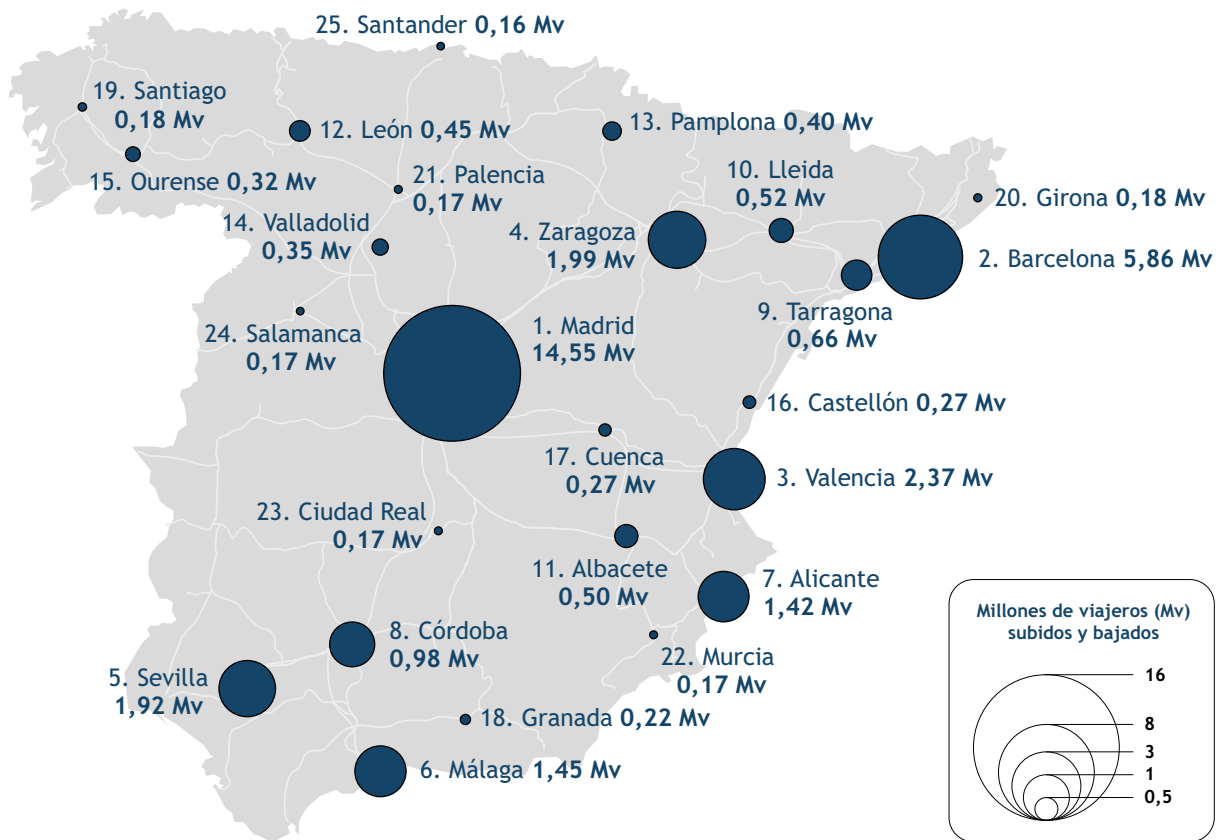 25. Santander 0,16 Mv
19. Santiago
0,18 Mv
12. León 0,45 Mv
13. Pamplona 0,40 Mv
15. Ourense 0,32 Mv
21. Palencia
0,17 Mv
10. Lleida
0,52 Mv
20. Girona 0,18 Mv
14. Valladolid
0,35 Mv
4. Zaragoza
1,99 Mv
2. Barcelona 5,86 Mv
9. Tarragona
0,66 Mv
24. Salamanca
0,17 Mv
1. Madrid
14,55 Mv
16. Castellón 0,27 Mv
17. Cuenca
0,27 Mv
3. Valencia 2,37 Mv
23. Ciudad Real
0,17 Mv
11. Albacete
0,50 Mv
7. Alicante
1,42 Mv
8. Córdoba
0,98 Mv
22. Murcia
0,17 Mv
5. Sevilla
1,92 Mv
18. Granada 0,22 Mv
6. Málaga 1,45 Mv
Millones de viajeros (Mv)
subidos y bajados
16
8
3
1
0,5